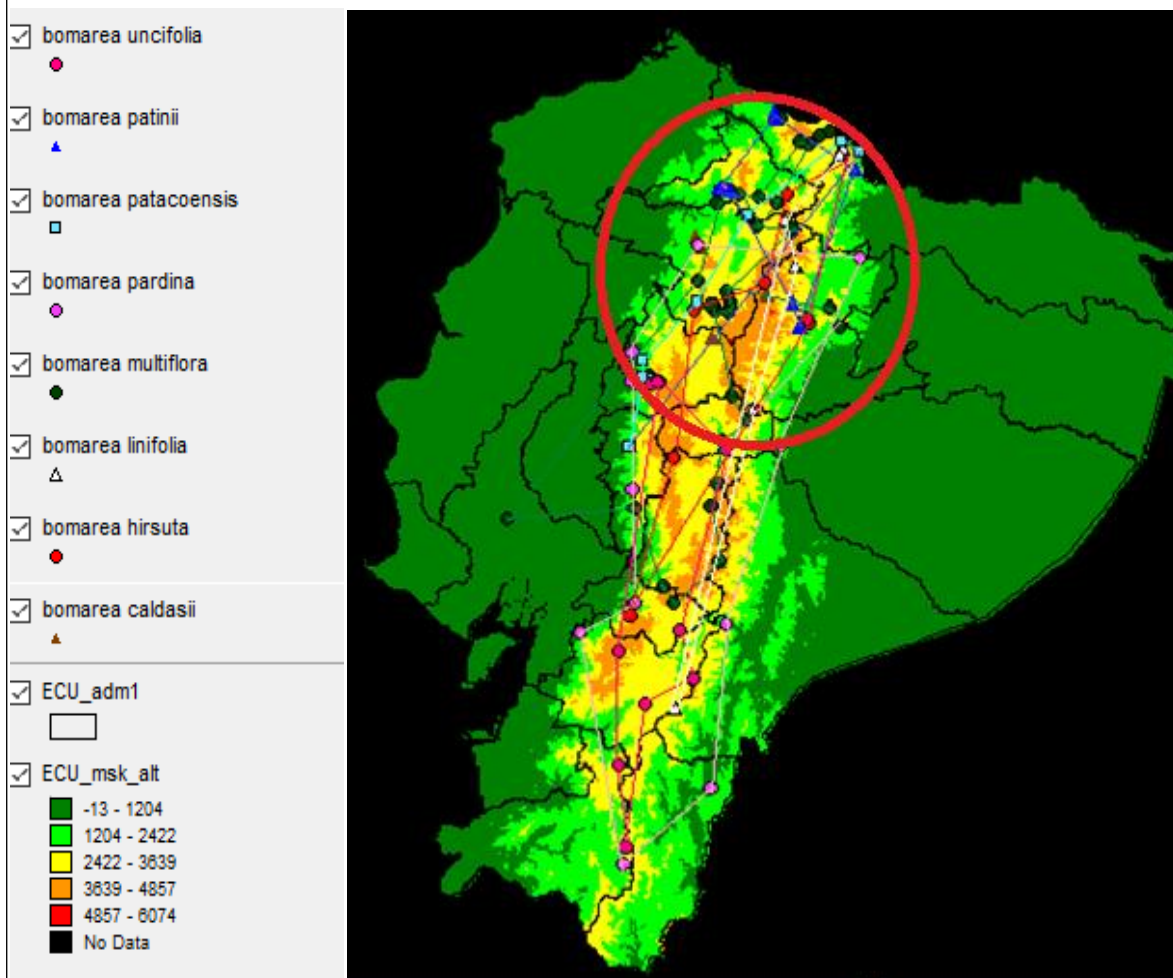 bomarea uncifolia
bomarea patinii
bomarea patacoensis
bomarea pardina
bomarea multiflora
bomarea linifolia
bomarea hirsuta
bomarea caldasii
ECU_adm1
ECU_msk_alt
-13 - 1204
1204 - 2422
2422 - 3639
3639 - 4857
4857 - 6074
No Data